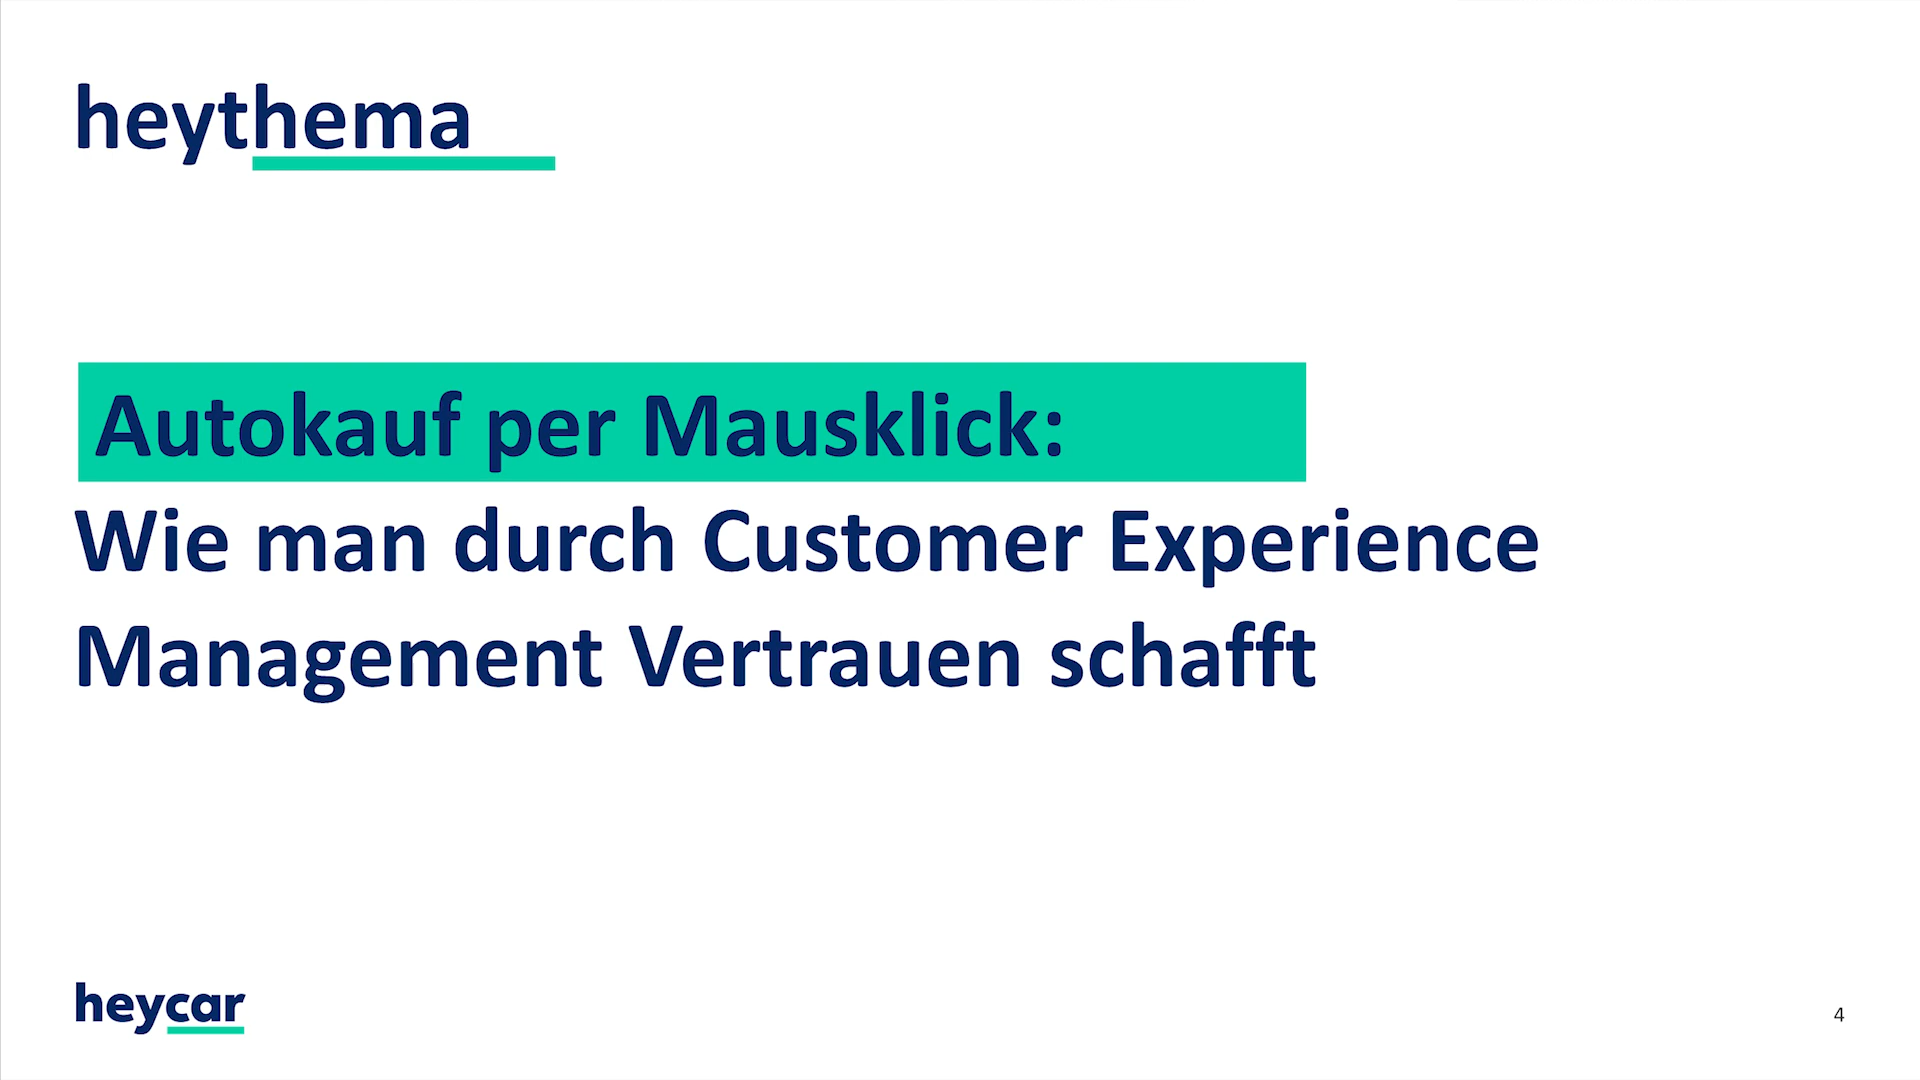 heythema
Autokauf per Mausklick:
Wie man durch Customer Experience
Management Vertrauen schafft
heycar
4